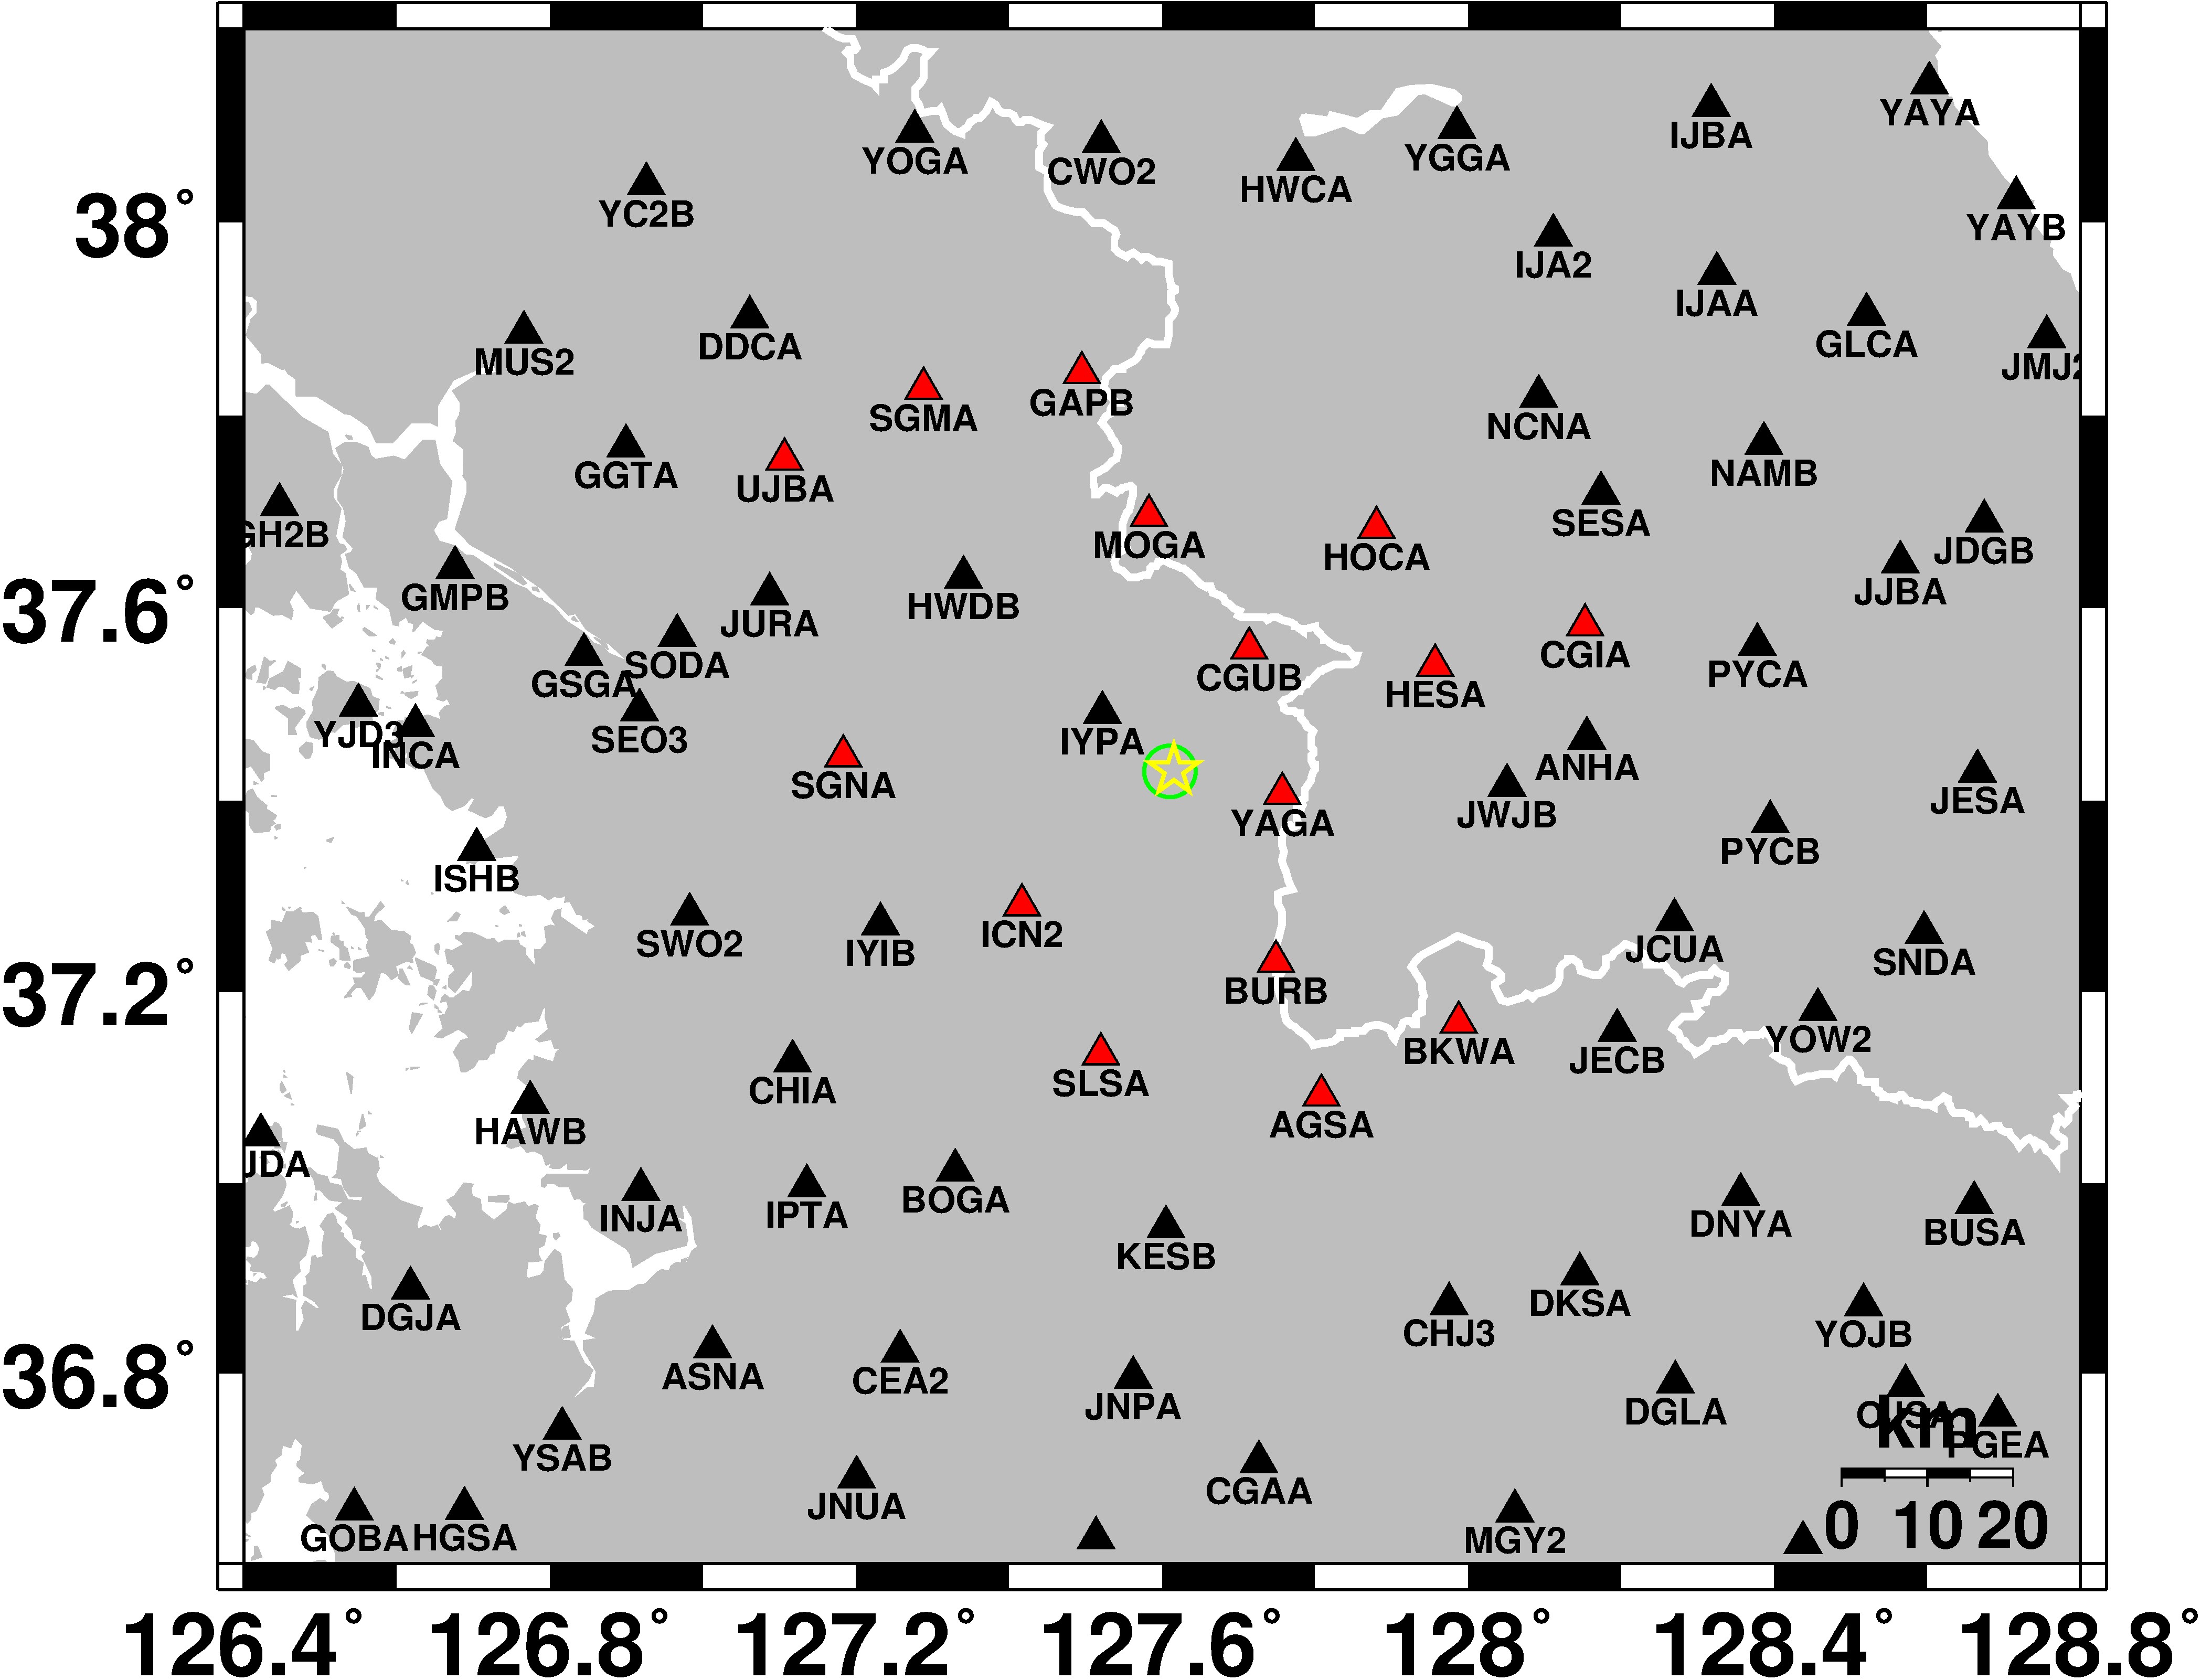 YAYA
IJBA
YOGA
CWO2
HWCA
YGGA
YC2B
38°
YAYB
IJA2
IJAA
MUS2
DDCA
GLCA
JMJ2
SGMA
GAPB
NCNA
GGTA
UJBA
NAMB
GH2B
MOGA
HOCA
SESA
JDGB
37.6°
GMPB
JURA
HWDB
JJBA
GSGA
SODA
CGUB
HESA
CGIA
PYCA
YJD3
INCA
SEO3
SGNA
IYPA
YAGA
JWJB
ANHA
JESA
ISHB
PYCB
SWO2
IYIB
ICN2
JCUA
SNDA
37.2°
BURB
BKWA
JECB
YOW2
CHIA
SLSA
AGSA
HAWB
JDA
INJA
IPTA
BOGA
KESB
DNYA
BUSA
DGJA
CHJ3
DKSA
YOJB
36.8°
ASNA
CEA2
JNPA
DGLA
km
PGEA
YSAB
JNUA
CGAA
GOBA
HGSA
MGY2
0 10 20
126.4° 126.8° 127.2° 127.6° 128° 128.4° 128.8°